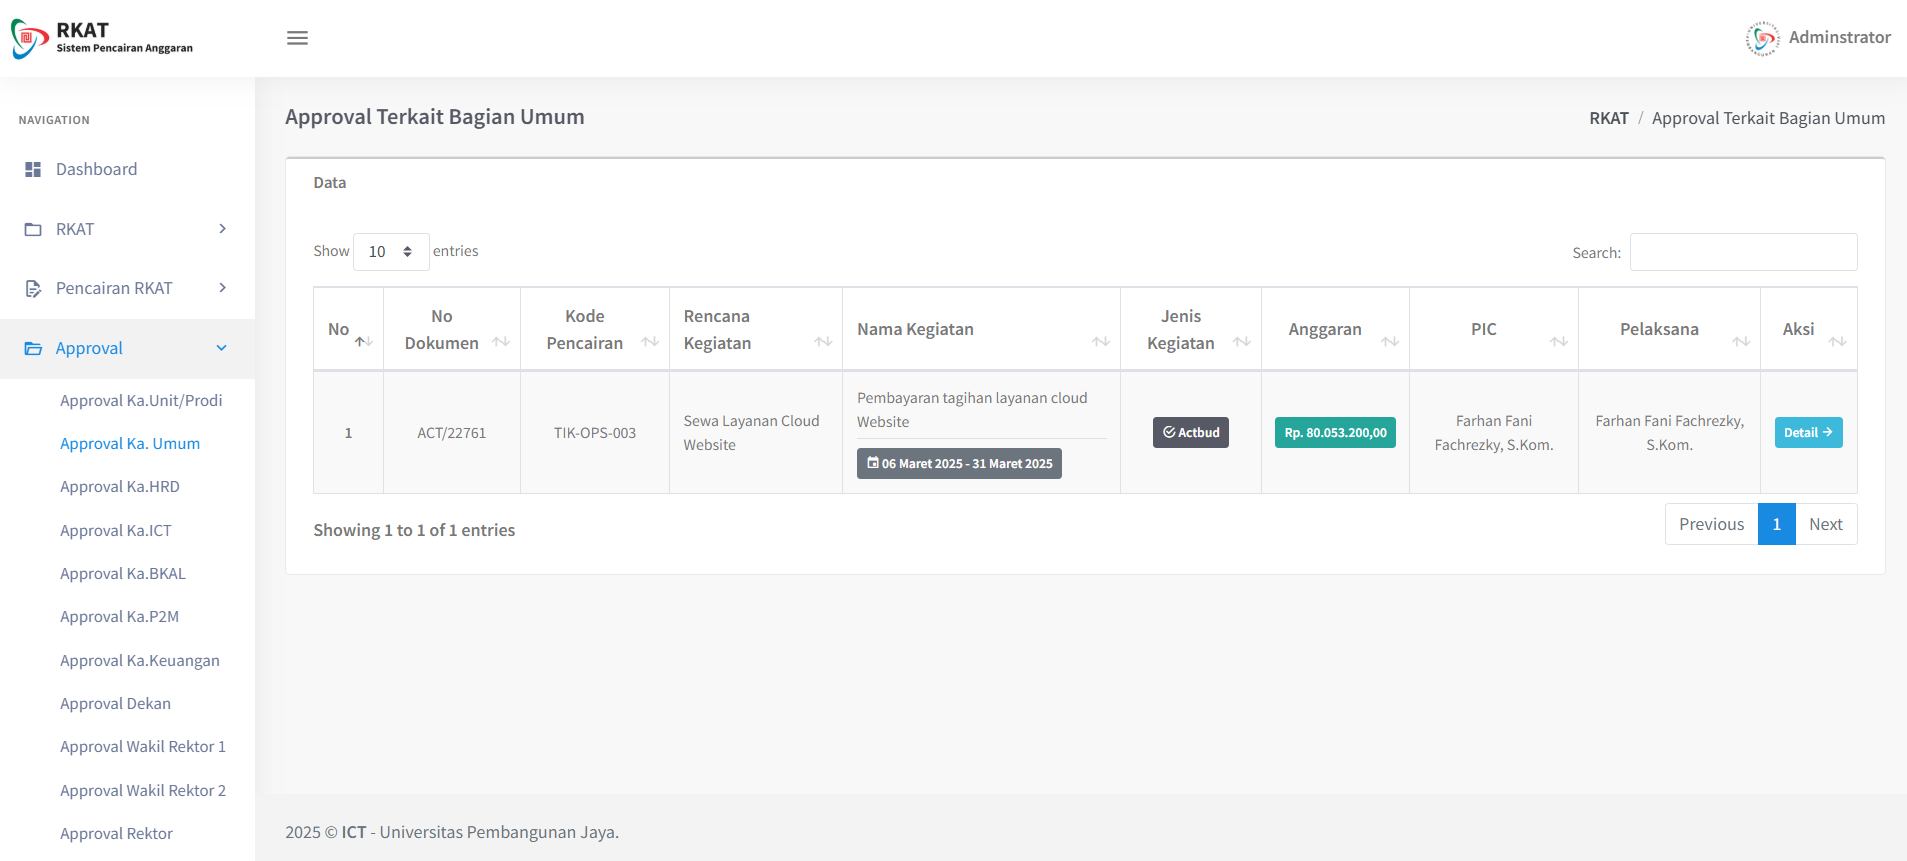 RKAT
Sistem Pencairan Anggaran
Adminstrator
NAVIGATION
Dashboard
RKAT
Pencairan RKAT
Approval
Approval Ka.Unit/Prodi
Approval Ka. Umum
Approval Ka.HRD
Approval Ka.ICT
Approval Ka.BKAL
Approval Ka.P2M
Approval Ka.Keuangan
Approval Dekan
Approval Wakil Rektor 1
Approval Wakil Rektor 2
Approval Rektor
Approval Terkait Bagian Umum
RKAT / Approval Terkait Bagian Umum
Data
Show 10 entries
Search:
No
No
Dokumen
Kode
Pencairan
Rencana
Kegiatan
Nama Kegiatan
Jenis
Kegiatan
Anggaran
PIC
Pelaksana
Aksi
1
ACT/22761
TIK-OPS-003
Sewa Layanan Cloud
Website
Pembayaran tagihan layanan cloud
Website
06 Maret 2025 - 31 Maret 2025
Actbud
Rp. 80.053.200,00
Farhan Fani
Fachrezky, S.Kom.
Farhan Fani Fachrezky,
S.Kom.
Detail
Showing 1 to 1 of 1 entries
Previous 1 Next
2025 © ICT - Universitas Pembangunan Jaya.